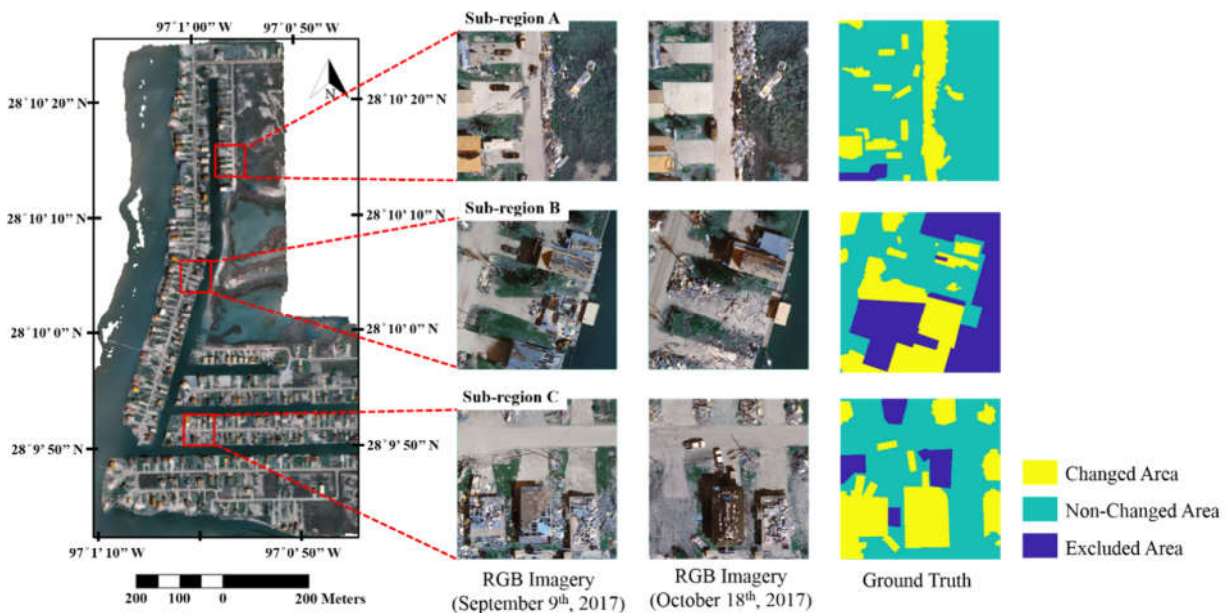 97°1'00” W
97°0'50” W
Sub-region A
28°10'20” N
28°10'20” N
N
28°10'10” N
28°10'10” N
Sub-region B
28°10'0” N
28°10'0” N
Sub-region C
28°9'50” N
28°9'50” N
97°1'10” W
97°0'50” W
200 100 0 200 Meters
RGB Imagery
(September 9th, 2017)
RGB Imagery
(October 18th, 2017)
Ground Truth
Changed Area
Non-Changed Area
Excluded Area